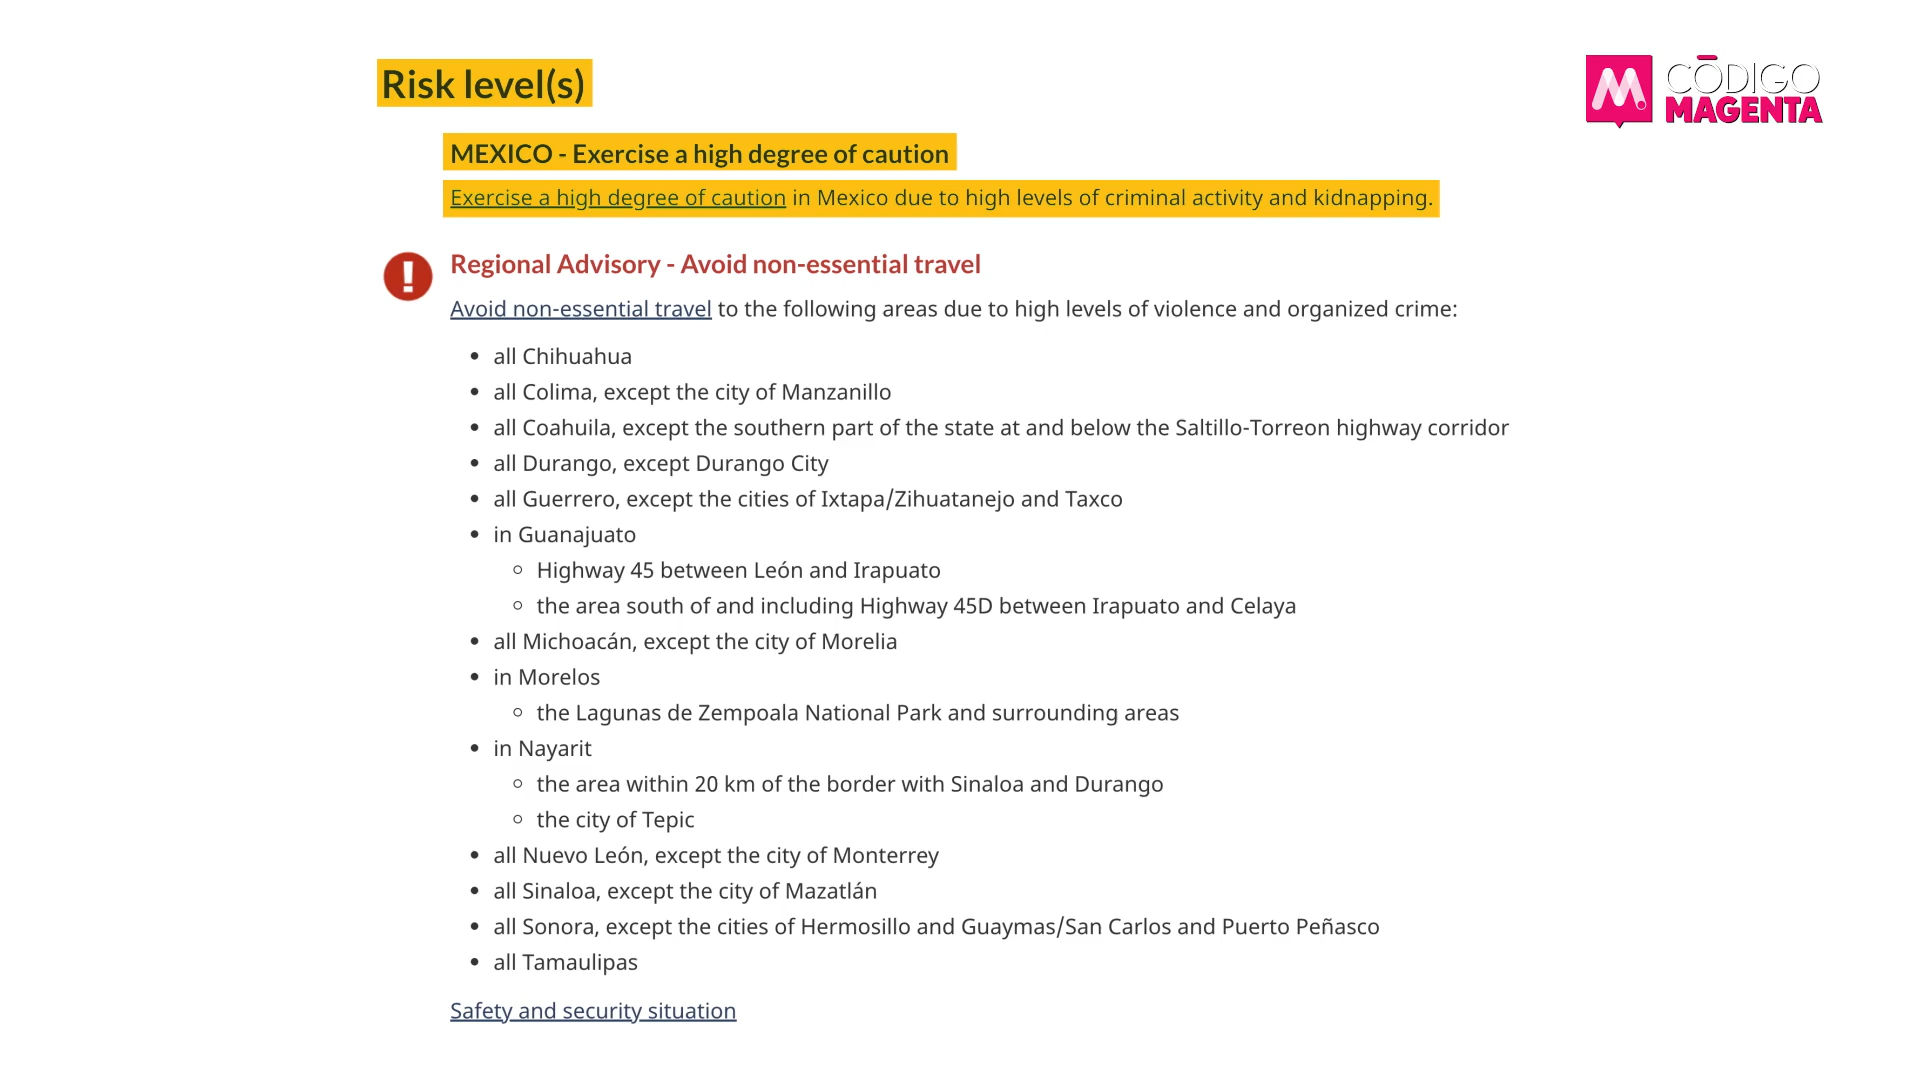 Risk level(s)
CÓDIGO
MAGENTA
MEXICO - Exercise a high degree of caution
Exercise a high degree of caution in Mexico due to high levels of criminal activity and kidnapping.
Regional Advisory - Avoid non-essential travel
Avoid non-essential travel to the following areas due to high levels of violence and organized crime:
• all Chihuahua
• all Colima, except the city of Manzanillo
• all Coahuila, except the southern part of the state at and below the Saltillo-Torreon highway corridor
• all Durango, except Durango City
• all Guerrero, except the cities of Ixtapa/Zihuatanejo and Taxco
• in Guanajuato
○ Highway 45 between León and Irapuato
○ the area south of and including Highway 45D between Irapuato and Celaya
• all Michoacán, except the city of Morelia
• in Morelos
○ the Lagunas de Zempoala National Park and surrounding areas
• in Nayarit
○ the area within 20 km of the border with Sinaloa and Durango
○ the city of Tepic
• all Nuevo León, except the city of Monterrey
• all Sinaloa, except the city of Mazatlán
• all Sonora, except the cities of Hermosillo and Guaymas/San Carlos and Puerto Peñasco
• all Tamaulipas
Safety and security situation